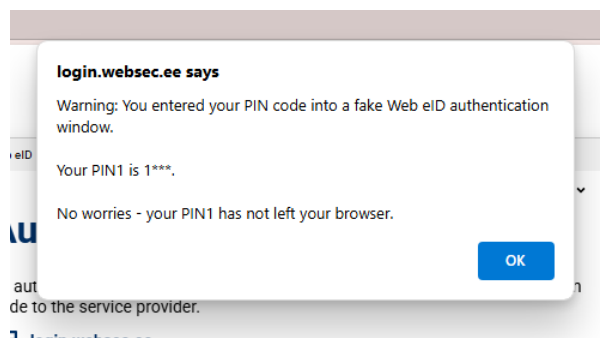 login.websec.ee says
Warning: You entered your PIN code into a fake Web eID authentication
window.
eID
Your PIN1 is 1***.
No worries - your PIN1 has not left your browser.
OK
to the service provider.